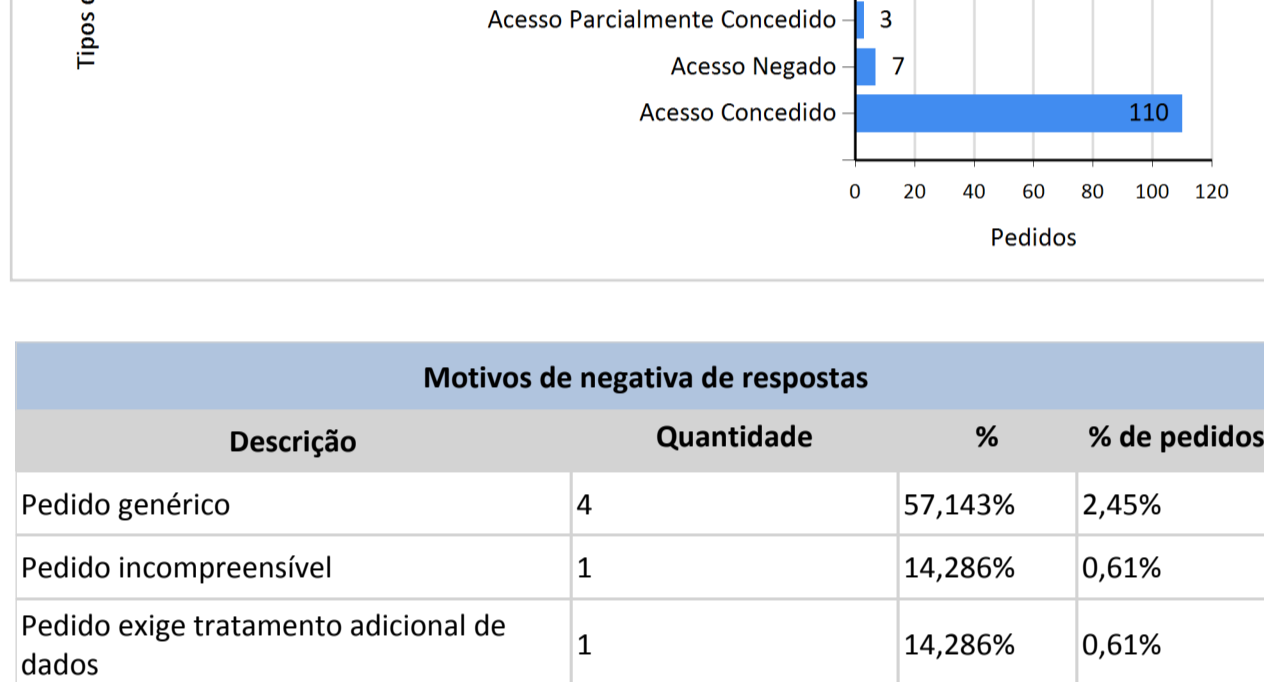 Tipos
Acesso Parcialmente Concedido 3
Acesso Negado 7
Acesso Concedido 110
0 20 40 60 80 100 120
Pedidos
Motivos de negativa de respostas
Descrição Quantidade % % de pedidos
Pedido genérico 4 57,143% 2,45%
Pedido incompreensível 1 14,286% 0,61%
Pedido exige tratamento adicional de
dados 1 14,286% 0,61%